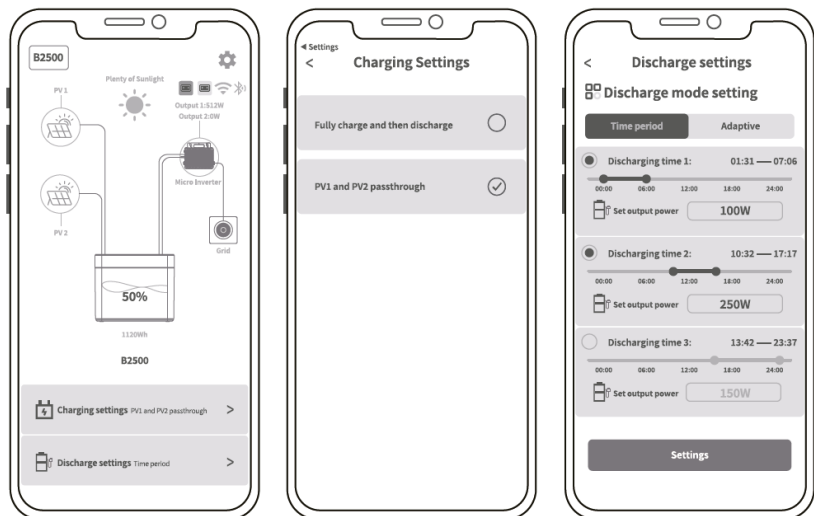 B2500
Plenty of Sunlight
PV 1
Output 1:512W
Output 2:0W
Micro Inverter
PV 2
Grid
50%
1120Wh
B2500
Charging settings PV1 and PV2 passthrough >
Discharge settings Time period >
Settings
< Charging Settings
Fully charge and then discharge
PV1 and PV2 passthrough
< Discharge settings
Discharge mode setting
Time period Adaptive
Discharging time 1: 01:31 — 07:06
00:00 06:00 12:00 18:00 24:00
Set output power 100W
Discharging time 2: 10:32 — 17:17
00:00 06:00 12:00 18:00 24:00
Set output power 250W
Discharging time 3: 13:42 — 23:37
00:00 06:00 12:00 18:00 24:00
Set output power 150W
Settings